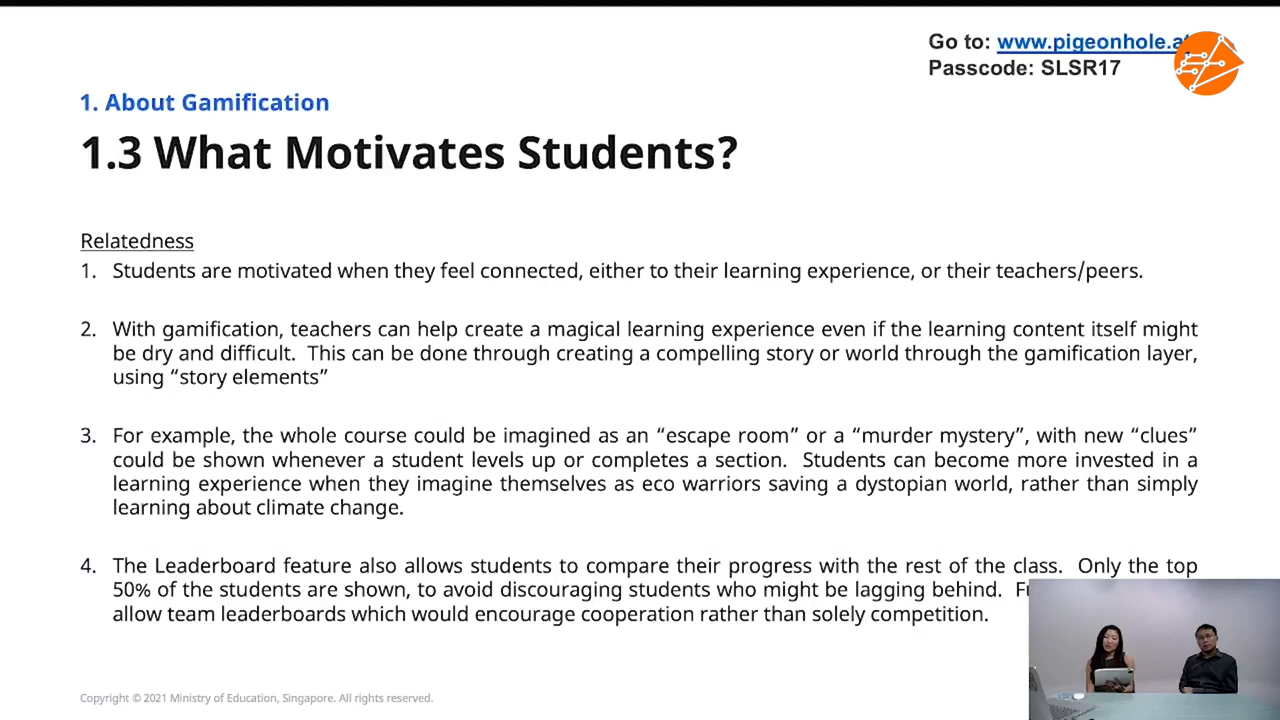 Go to: www.pigeonhole.at
Passcode: SLSR17
1. About Gamification
1.3 What Motivates Students?
Relatedness
1. Students are motivated when they feel connected, either to their learning experience, or their teachers/peers.
2. With gamification, teachers can help create a magical learning experience even if the learning content itself might
be dry and difficult. This can be done through creating a compelling story or world through the gamification layer,
using “story elements”
3. For example, the whole course could be imagined as an “escape room” or a “murder mystery”, with new “clues”
could be shown whenever a student levels up or completes a section. Students can become more invested in a
learning experience when they imagine themselves as eco warriors saving a dystopian world, rather than simply
learning about climate change.
4. The Leaderboard feature also allows students to compare their progress with the rest of the class. Only the top
50% of the students are shown, to avoid discouraging students who might be lagging behind.
allow team leaderboards which would encourage cooperation rather than solely competition.
Copyright © 2021 Ministry of Education, Singapore. All rights reserved.